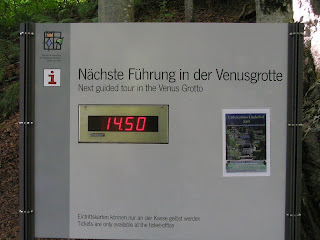 i
Nächste Führung in der Venusgrotte
Next guided tour in the Venus Grotto
14.50
Eintrittskarten können nur an der Kasse gelöst werden.
Tickets are only available at the ticket-office